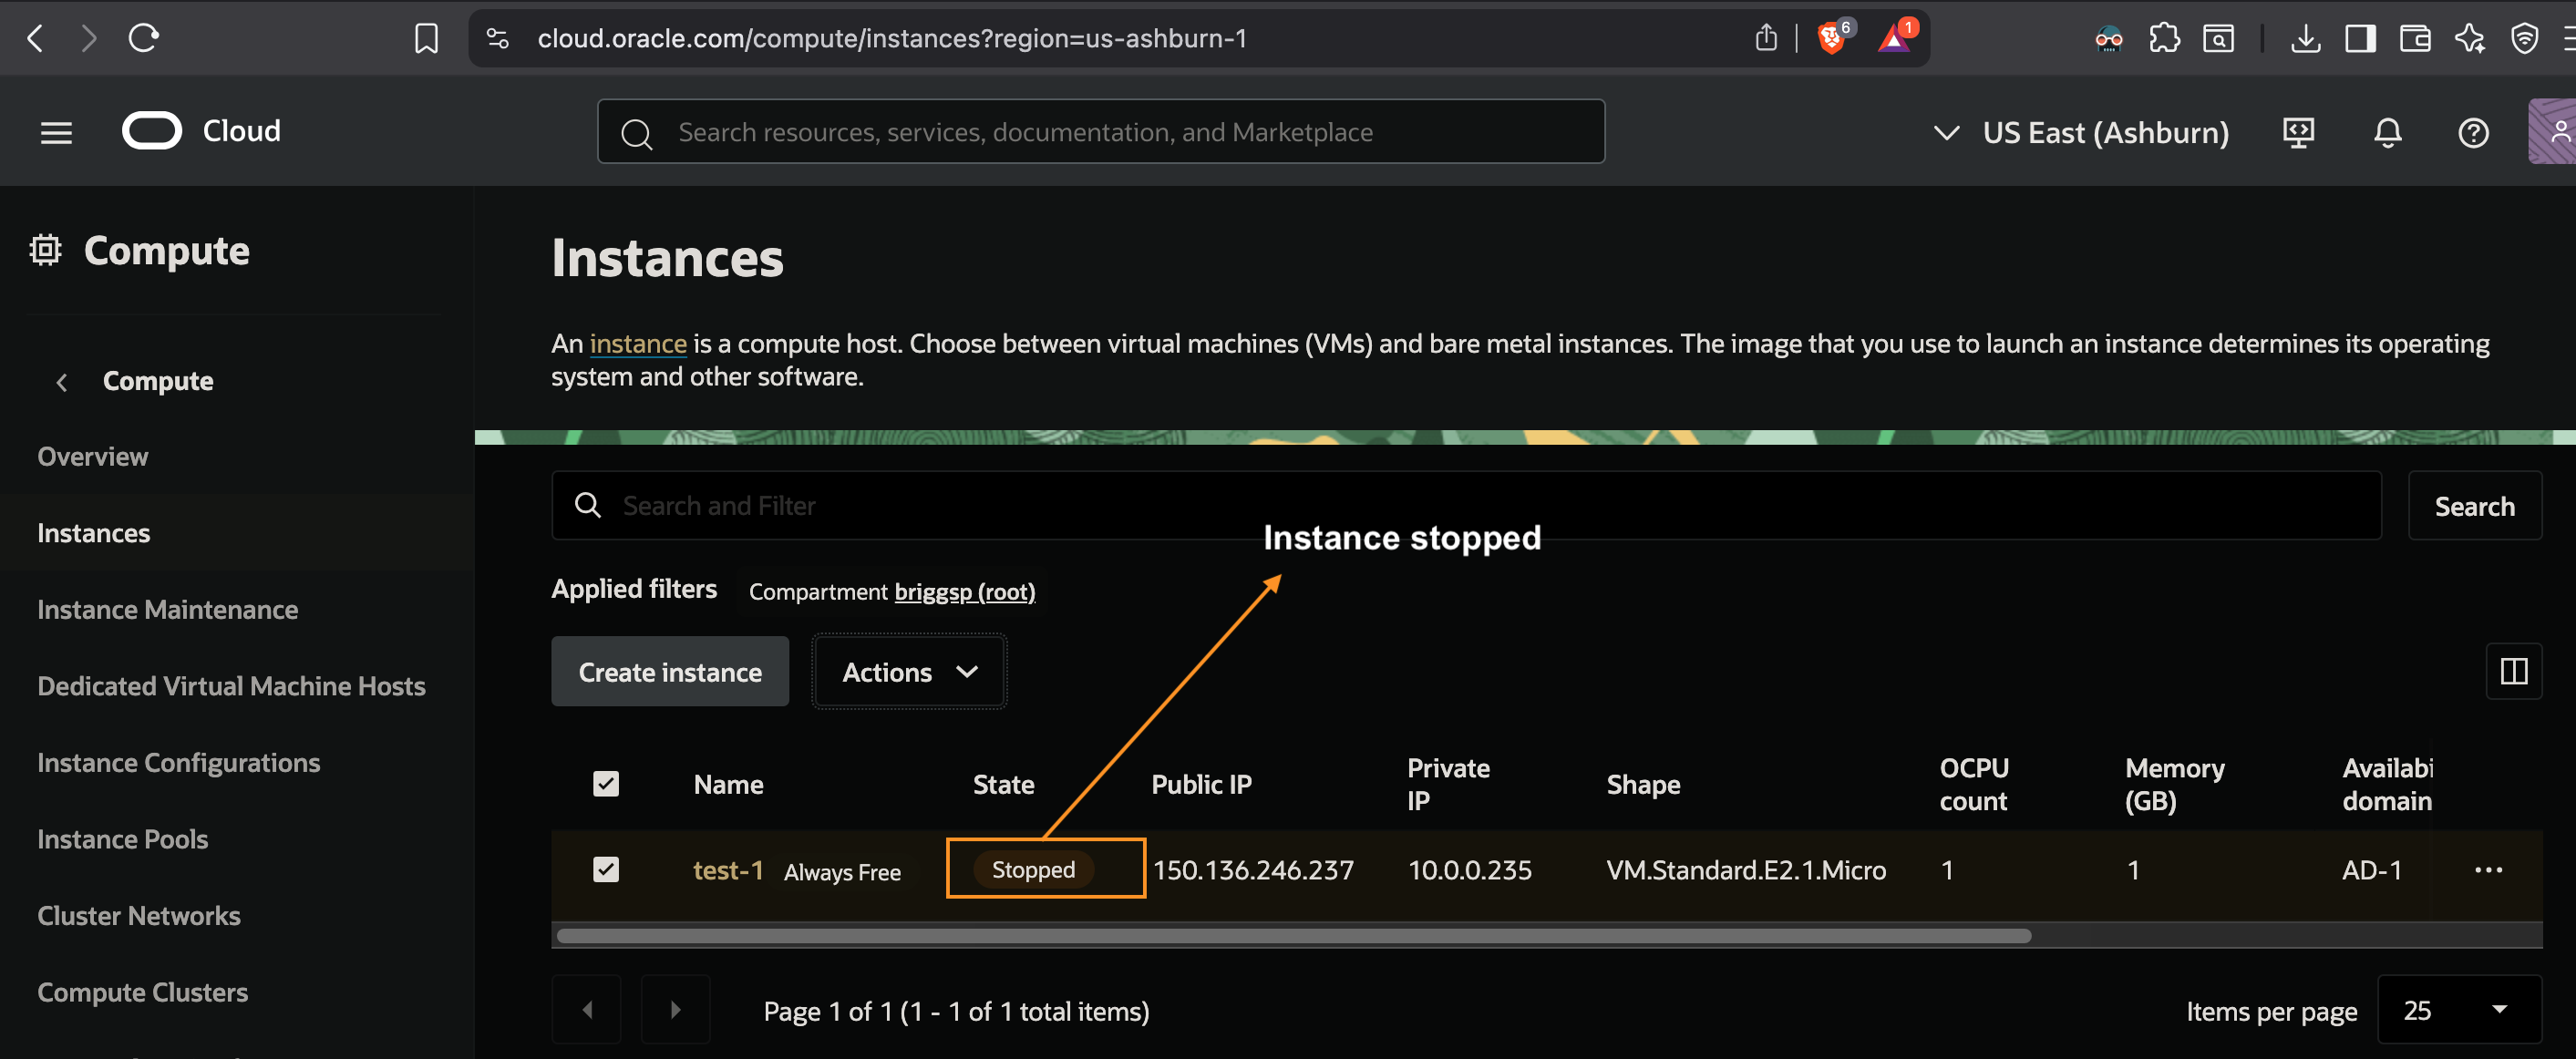 cloud.oracle.com/compute/instances?region=us-ashburn-1
6
1
Cloud
Search resources, services, documentation, and Marketplace
US East (Ashburn)
Compute
Compute
Overview
Instances
Instance Maintenance
Dedicated Virtual Machine Hosts
Instance Configurations
Instance Pools
Cluster Networks
Compute Clusters
Instances
An instance is a compute host. Choose between virtual machines (VMs) and bare metal instances. The image that you use to launch an instance determines its operating
system and other software.
Search and Filter
Search
Instance stopped
Applied filters Compartment briggsp (root)
Create instance Actions
Name State Public IP Private IP Shape OCPU count Memory (GB) Availabi domain
test-1 Always Free Stopped 150.136.246.237 10.0.0.235 VM.Standard.E2.1.Micro 1 1 AD-1
Page 1 of 1 (1 - 1 of 1 total items)
Items per page 25